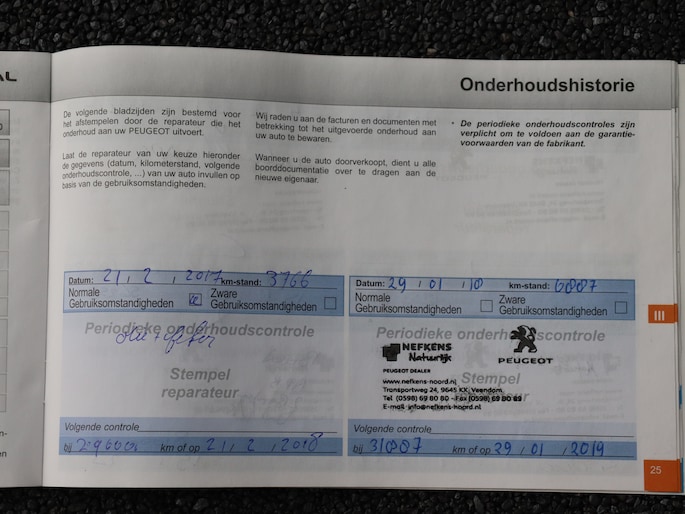 AL
Onderhoudshistorie
De volgende bladzijden zijn bestemd voor
het afstempelen door de reparateur die het
onderhoud aan uw PEUGEOT uitvoert.
Laat de reparateur van uw keuze hieronder
de gegevens (datum, kilometerstand, volgende
onderhoudscontrole, ...) van uw auto invullen op
basis van de gebruiksomstandigheden.
Wij raden u aan de facturen en documenten met
betrekking tot het uitgevoerde onderhoud aan
uw auto te bewaren.
Wanneer u de auto doorverkoopt, dient u alle
boorddocumentatie over te dragen aan de
nieuwe eigenaar.
* De periodieke onderhoudscontroles zijn
verplicht om te voldoen aan de garantie-
voorwaarden van de fabrikant.
Datum: 21, 2, 2017 km-stand: 3766
Normale
Gebruiksomstandigheden
Zware
Gebruiksomstandigheden
Periodieke onderhoudscontrole
Stempel
reparateur
Volgende controle
bij km of op 21, 2, 2018
Datum: 29, 01, 18 km-stand: 6887
Normale
Gebruiksomstandigheden
Zware
Gebruiksomstandigheden
Periodieke onderhoudscontrole
NEFKENS
Natuurlijk
PEUGEOT
PEUGEOT DEALER
Stempel
www.nefkens-noord.nl
Transportweg 24, 9645 KX Veendam
Tel (0598) 69 80 80 - Fax (0598) 69 80 89
E-mail info@nefkens-noord.nl
Volgende controle
bij 31887 km of op 29, 01, 2019
III
25